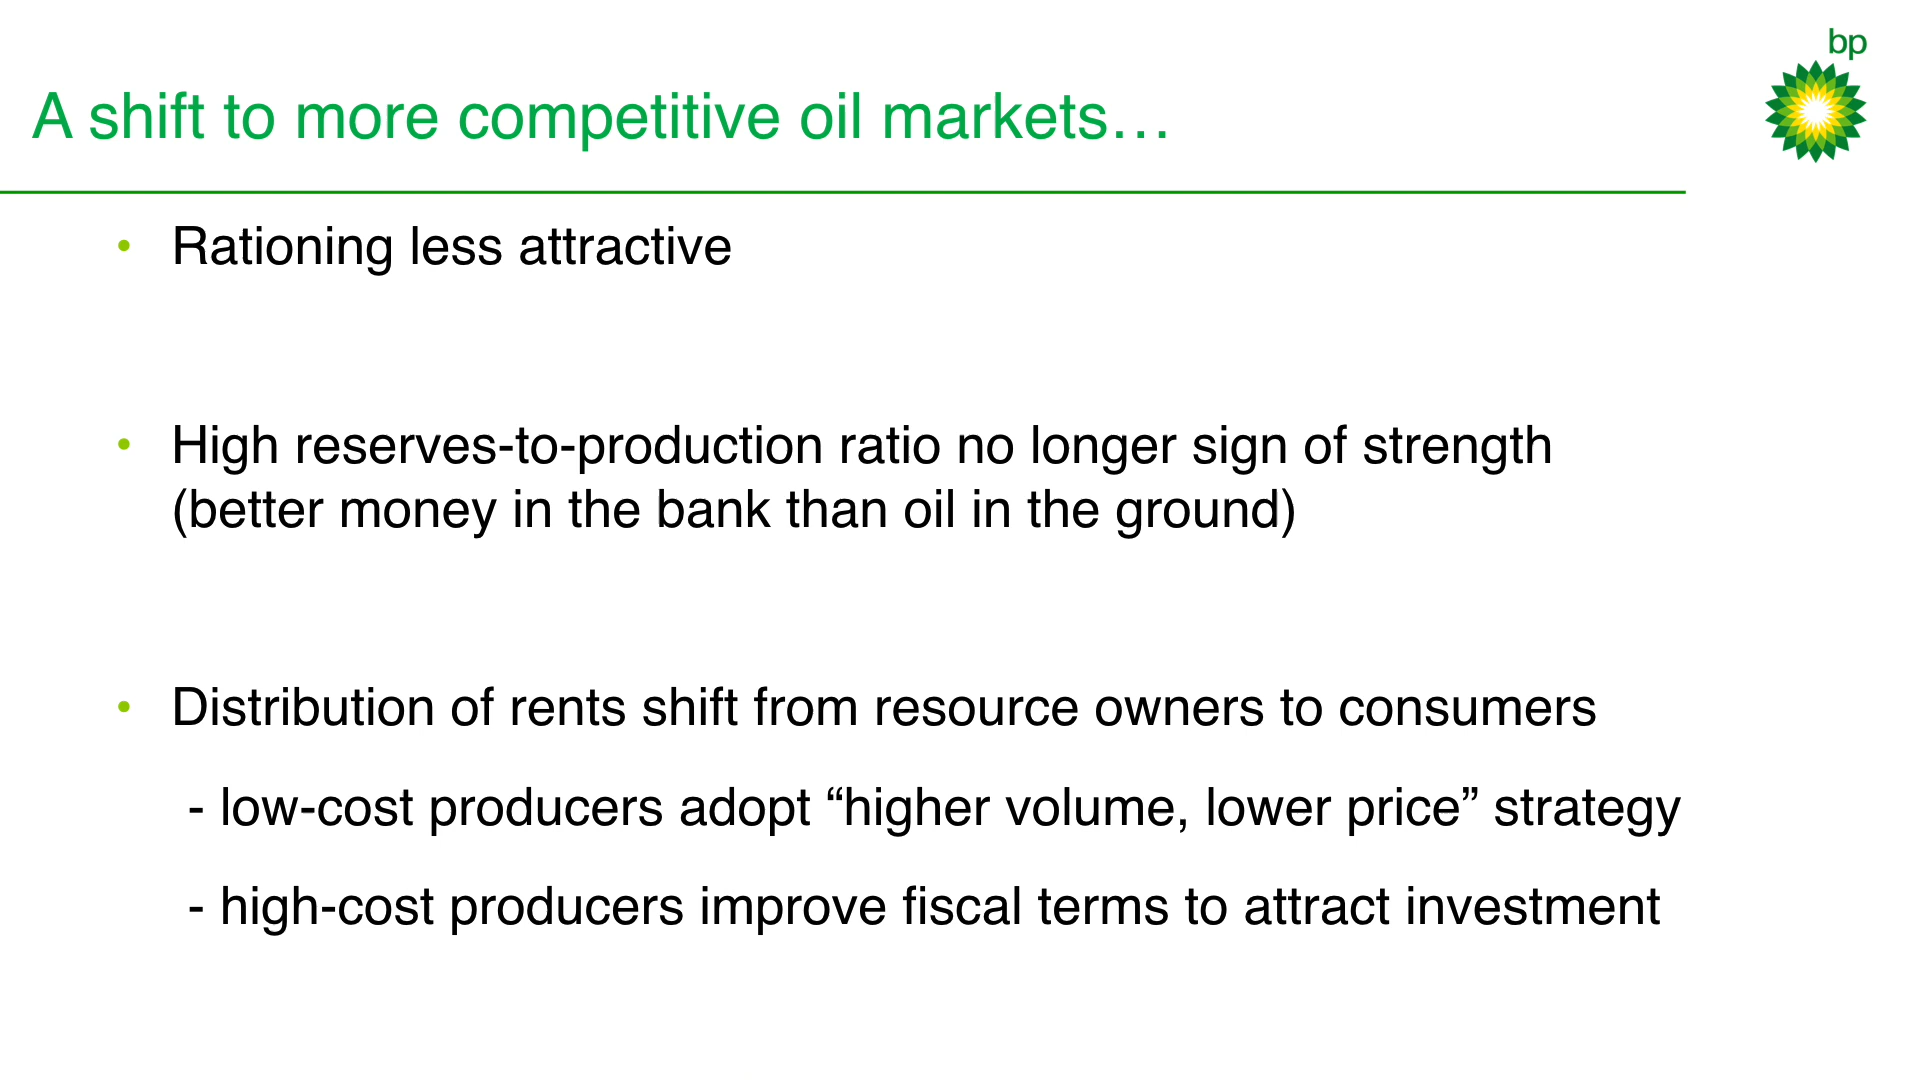 bp
A shift to more competitive oil markets…
• Rationing less attractive
• High reserves-to-production ratio no longer sign of strength
(better money in the bank than oil in the ground)
• Distribution of rents shift from resource owners to consumers
- low-cost producers adopt “higher volume, lower price” strategy
- high-cost producers improve fiscal terms to attract investment